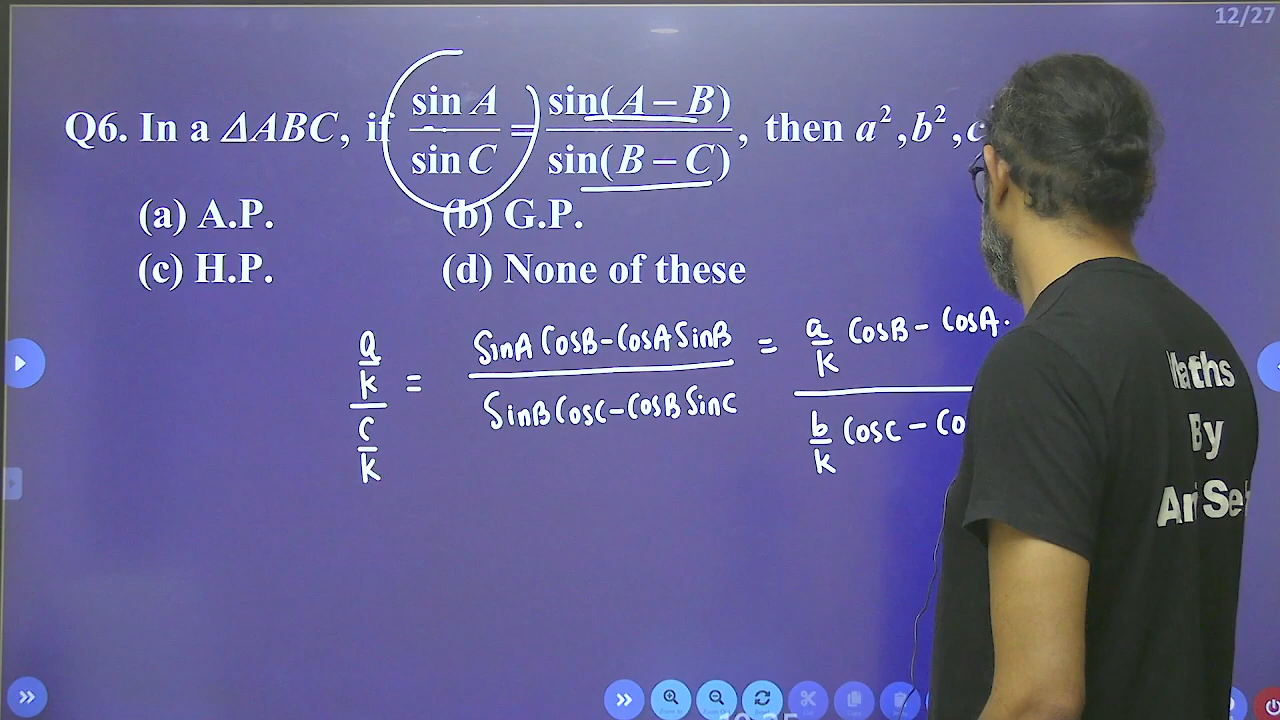 12/27
Q6. In a ΔABC, if sin A / sin C = sin(A – B) / sin(B – C), then a², b², c
(a) A.P. (b) G.P.
(c) H.P. (d) None of these
a/k / c/k = SinA CosB – CosA SinB / SinB CosC – CosB SinC = a/k CosB – CosA. / b/k CosC – Co
Maths
By